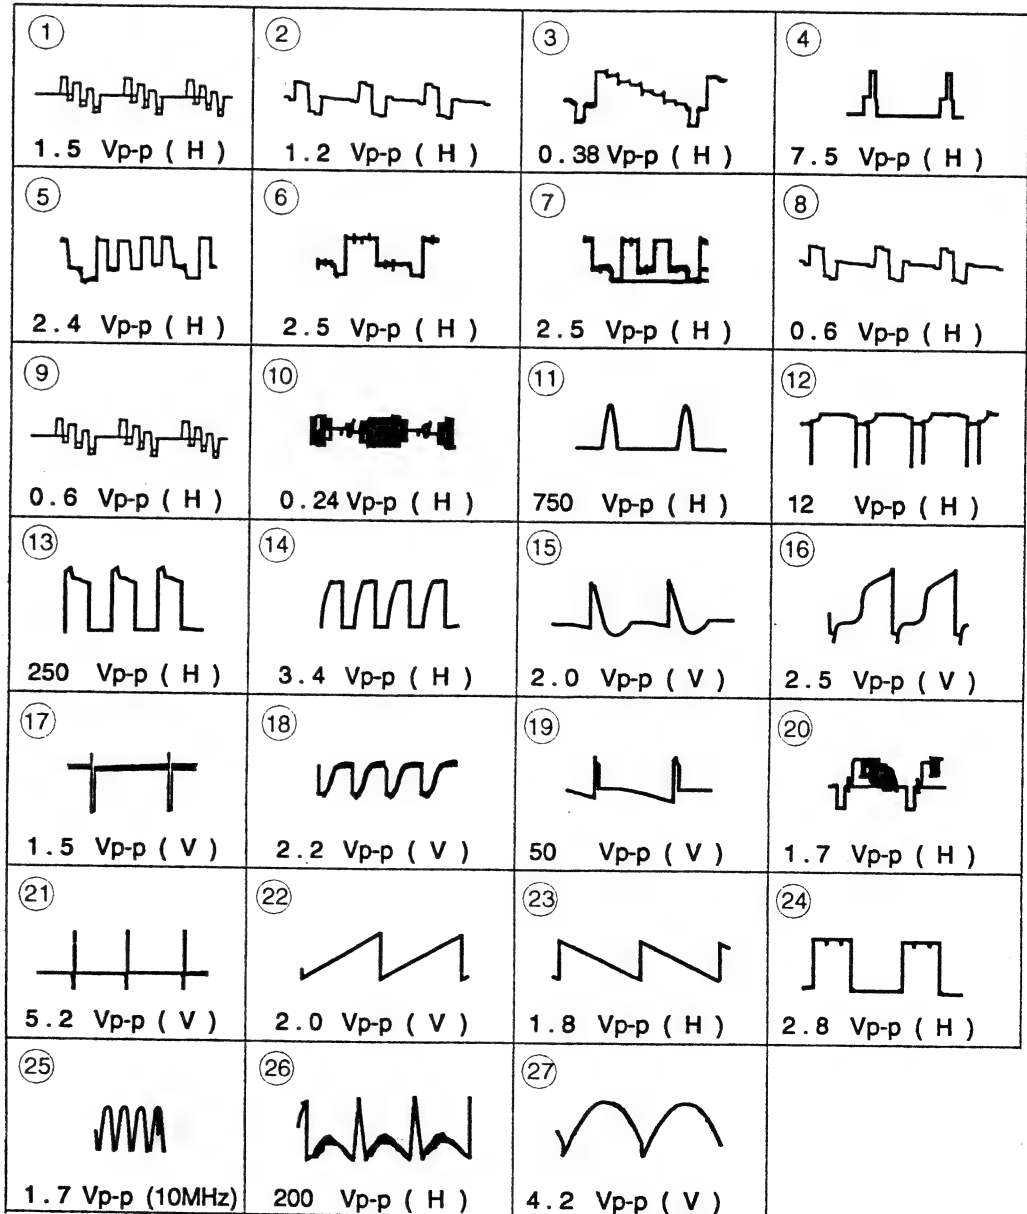 1 2 3 4
1.5 Vp-p ( H ) 1.2 Vp-p ( H ) 0.38 Vp-p ( H ) 7.5 Vp-p ( H )
5 6 7 8
2.4 Vp-p ( H ) 2.5 Vp-p ( H ) 2.5 Vp-p ( H ) 0.6 Vp-p ( H )
9 10 11 12
0.6 Vp-p ( H ) 0.24 Vp-p ( H ) 750 Vp-p ( H ) 12 Vp-p ( H )
13 14 15 16
250 Vp-p ( H ) 3.4 Vp-p ( H ) 2.0 Vp-p ( V ) 2.5 Vp-p ( V )
17 18 19 20
1.5 Vp-p ( V ) 2.2 Vp-p ( V ) 50 Vp-p ( V ) 1.7 Vp-p ( H )
21 22 23 24
5.2 Vp-p ( V ) 2.0 Vp-p ( V ) 1.8 Vp-p ( H ) 2.8 Vp-p ( H )
25 26 27
1.7 Vp-p (10MHz) 200 Vp-p ( H ) 4.2 Vp-p ( V )